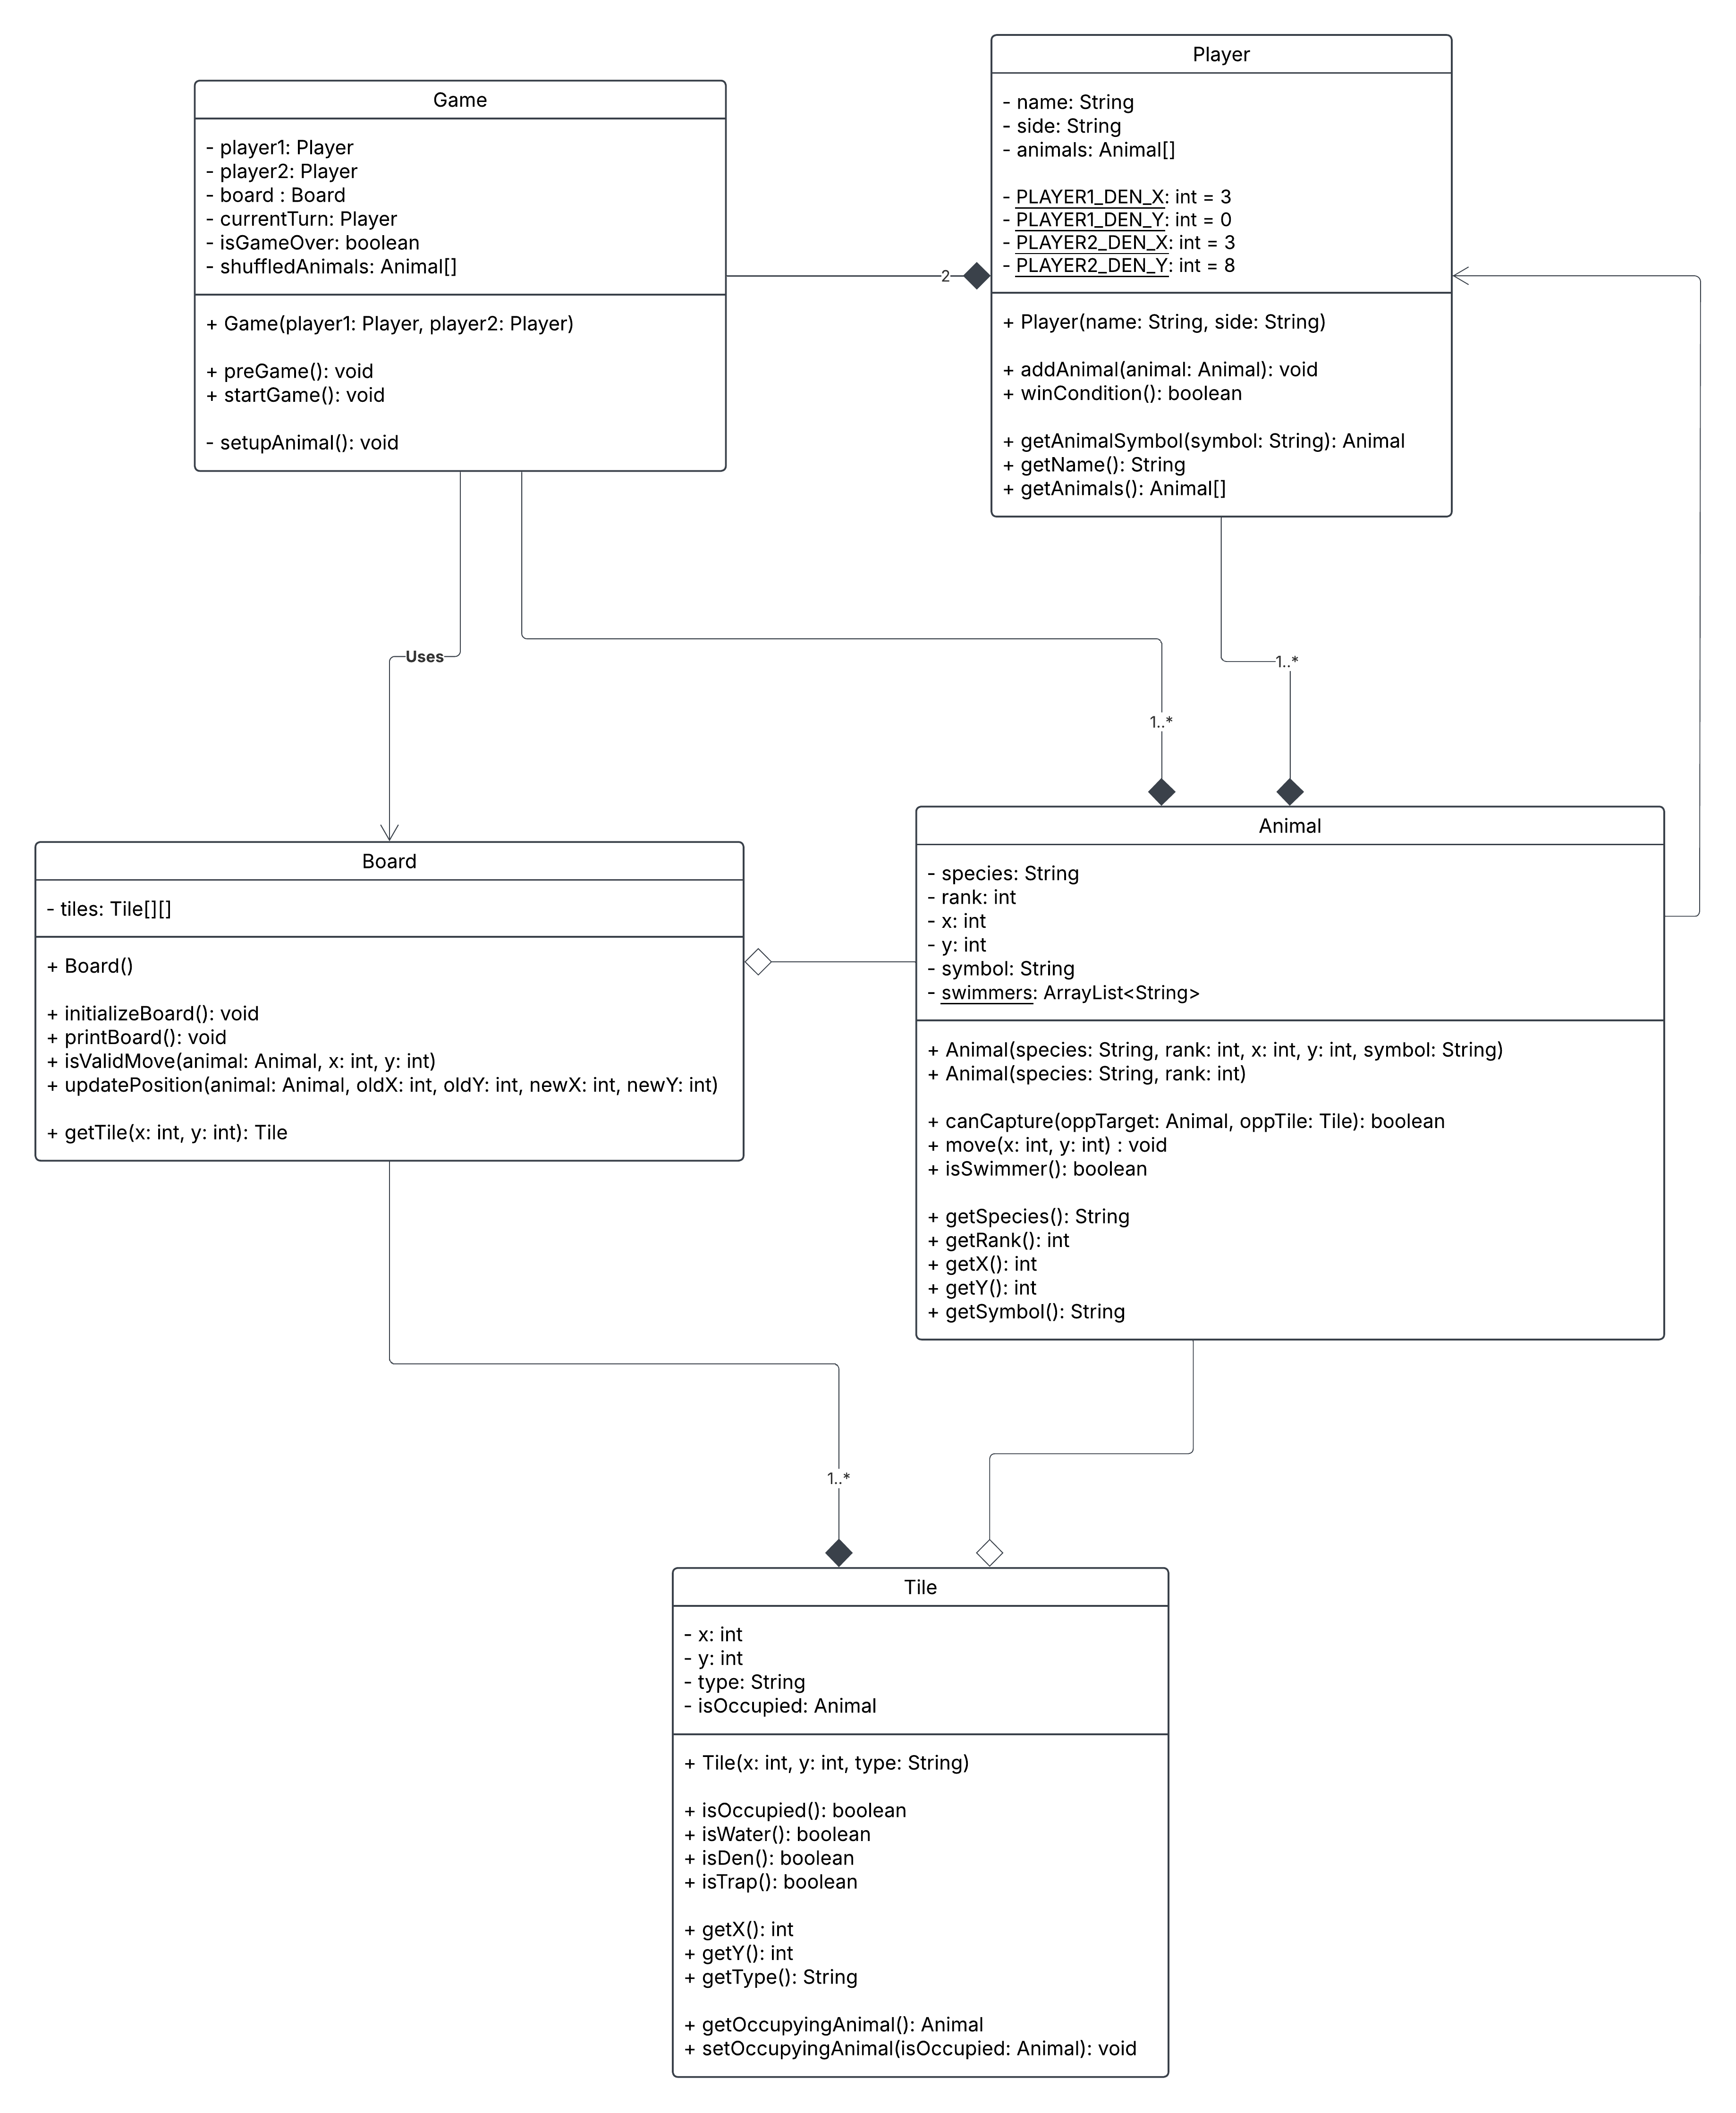 Game
- player1: Player
- player2: Player
- board : Board
- currentTurn: Player
- isGameOver: boolean
- shuffledAnimals: Animal[]
+ Game(player1: Player, player2: Player)
+ preGame(): void
+ startGame(): void
- setupAnimal(): void
2
Player
- name: String
- side: String
- animals: Animal[]
- PLAYER1_DEN_X: int = 3
- PLAYER1_DEN_Y: int = 0
- PLAYER2_DEN_X: int = 3
- PLAYER2_DEN_Y: int = 8
+ Player(name: String, side: String)
+ addAnimal(animal: Animal): void
+ winCondition(): boolean
+ getAnimalSymbol(symbol: String): Animal
+ getName(): String
+ getAnimals(): Animal[]
Uses
1..*
1..*
Board
- tiles: Tile[][]
+ Board()
+ initializeBoard(): void
+ printBoard(): void
+ isValidMove(animal: Animal, x: int, y: int)
+ updatePosition(animal: Animal, oldX: int, oldY: int, newX: int, newY: int)
+ getTile(x: int, y: int): Tile
Animal
- species: String
- rank: int
- x: int
- y: int
- symbol: String
- swimmers: ArrayList<String>
+ Animal(species: String, rank: int, x: int, y: int, symbol: String)
+ Animal(species: String, rank: int)
+ canCapture(oppTarget: Animal, oppTile: Tile): boolean
+ move(x: int, y: int) : void
+ isSwimmer(): boolean
+ getSpecies(): String
+ getRank(): int
+ getX(): int
+ getY(): int
+ getSymbol(): String
1..*
Tile
- x: int
- y: int
- type: String
- isOccupied: Animal
+ Tile(x: int, y: int, type: String)
+ isOccupied(): boolean
+ isWater(): boolean
+ isDen(): boolean
+ isTrap(): boolean
+ getX(): int
+ getY(): int
+ getType(): String
+ getOccupyingAnimal(): Animal
+ setOccupyingAnimal(isOccupied: Animal): void